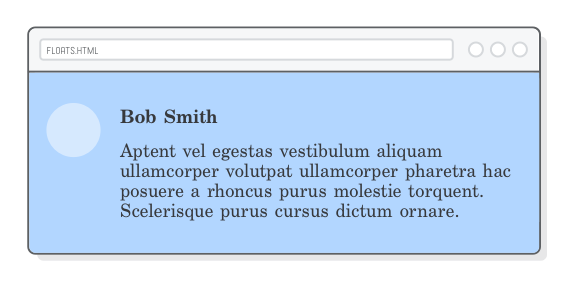 FLOATS.HTML
Bob Smith
Aptent vel egestas vestibulum aliquam
ullamcorper volutpat ullamcorper pharetra hac
posuere a rhoncus purus molestie torquent.
Scelerisque purus cursus dictum ornare.